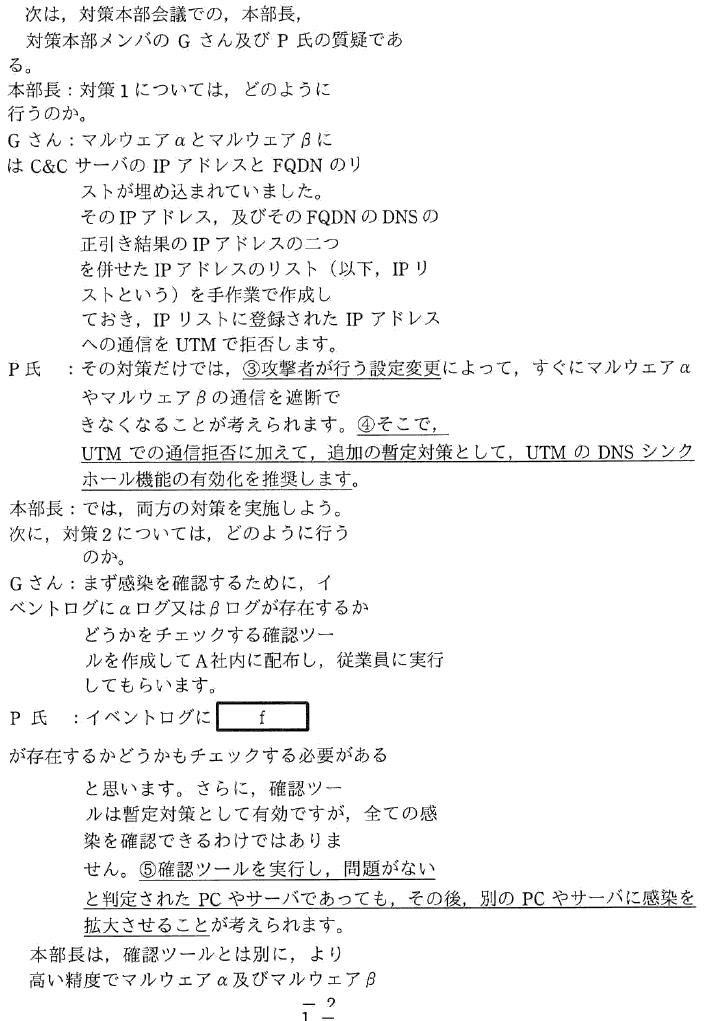 次は，対策本部会議での，本部長，
対策本部メンバの G さん及び P 氏の質疑であ
る。
本部長：対策1については，どのように
行うのか。
G さん：マルウェアαとマルウェアβに
は C&C サーバの IP アドレスと FQDN のリ
ストが埋め込まれていました。
その IP アドレス，及びその FQDN の DNS の
正引き結果の IP アドレスの二つ
を併せた IP アドレスのリスト（以下，IP リ
ストという）を手作業で作成し
ておき，IP リストに登録された IP アドレス
への通信を UTM で拒否します。
P 氏　：その対策だけでは，③攻撃者が行う設定変更によって，すぐにマルウェアα
やマルウェアβの通信を遮断で
きなくなることが考えられます。④そこで，
UTM での通信拒否に加えて，追加の暫定対策として，UTM の DNS シンク
ホール機能の有効化を推奨します。
本部長：では，両方の対策を実施しよう。
次に，対策2については，どのように行う
のか。
G さん：まず感染を確認するために，イ
ベントログにαログ又はβログが存在するか
どうかをチェックする確認ツー
ルを作成して A 社内に配布し，従業員に実行
してもらいます。
P 氏　：イベントログに f
が存在するかどうかもチェックする必要がある
と思います。さらに，確認ツー
ルは暫定対策として有効ですが，全ての感
染を確認できるわけではありま
せん。⑤確認ツールを実行し，問題がない
と判定された PC やサーバであっても，その後，別の PC やサーバに感染を
拡大させることが考えられます。
本部長は，確認ツールとは別に，より
高い精度でマルウェアα及びマルウェアβ
－ 2
1 －